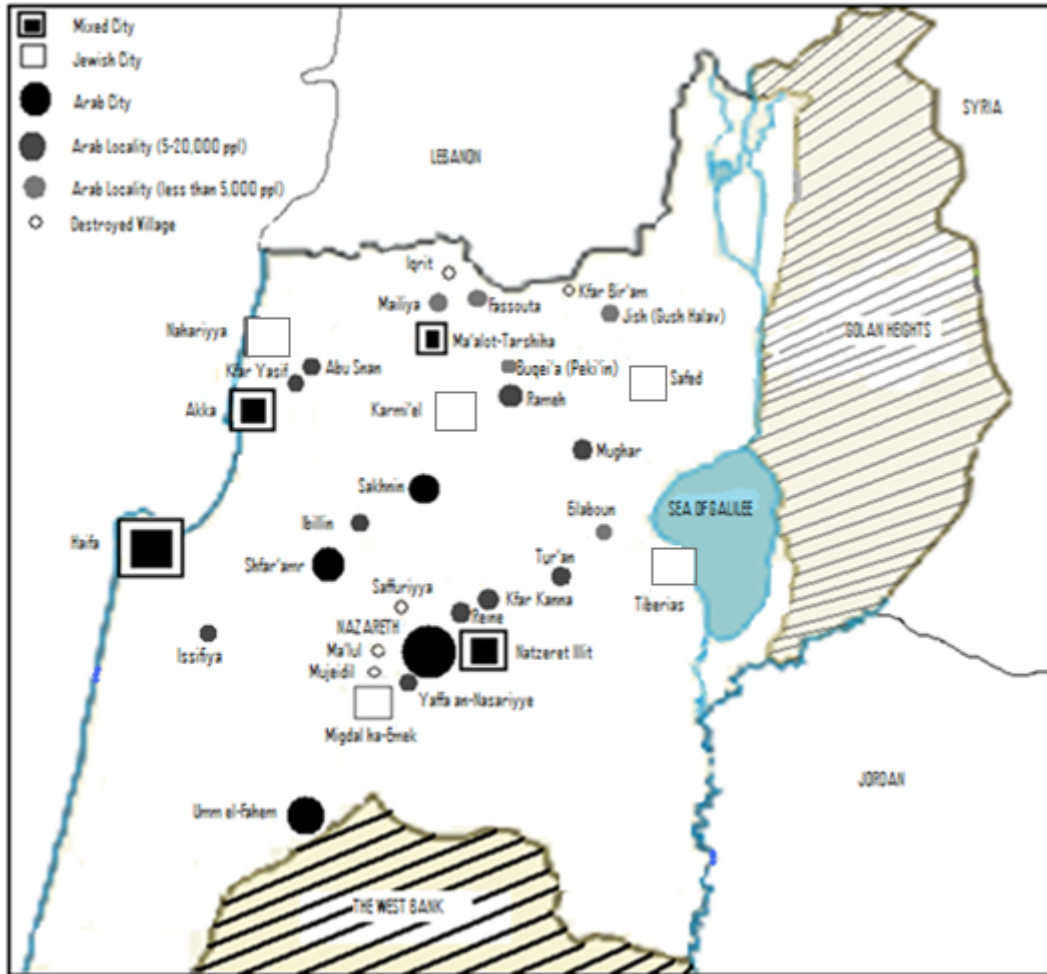 Mixed City
Jewish City
Arab City
Arab Locality (5-20,000 ppl)
Arab Locality (less than 5,000 ppl)
Destroyed Village
SYRIA
LEBANON
Iqrit
Kfar Bir'am
Mailiya
Fassouta
Jish (Gush Halav)
Nahariyya
Ma'alot-Tarshiha
GOLAN HEIGHTS
Kfar Yasif
Abu Snan
Buqei'a (Peki'in)
Safed
Akka
Karmi'el
Rameh
Mughar
Sakhnin
SEA OF GALILEE
Ibillin
Elaboun
Haifa
Shfar'amr
Tur'an
Saffuriyya
Kfar Kanna
Tiberias
Reine
NAZARETH
Issifiya
Ma'lul
Natzeret Illit
Mujeidil
Yaffa an-Nasariyye
Migdal ha-Emek
JORDAN
Umm el-Fahem
THE WEST BANK